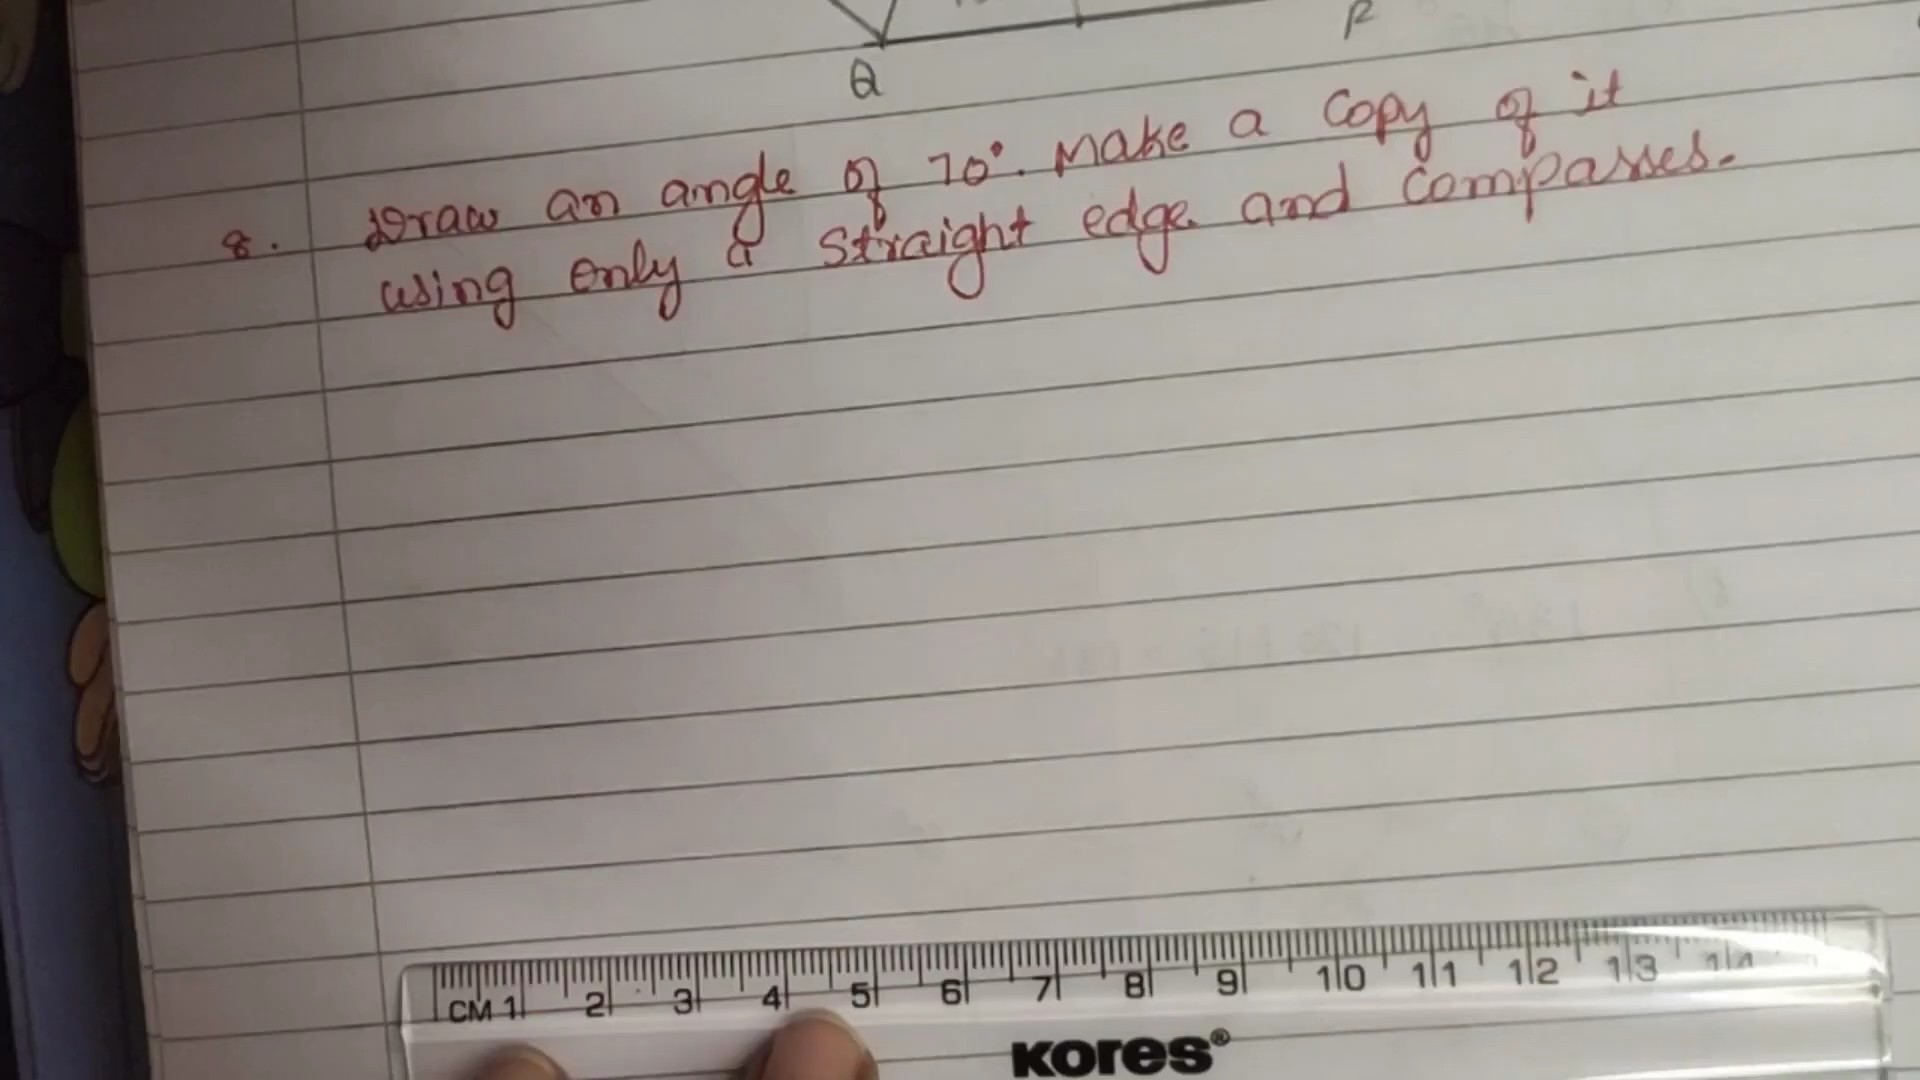 Q
P
8. Draw an angle of 70°. Make a copy of it
using only a straight edge and compasses.
CM 1 2 3 4 5 6 7 8 9 10 11 12 13 14
KORES®